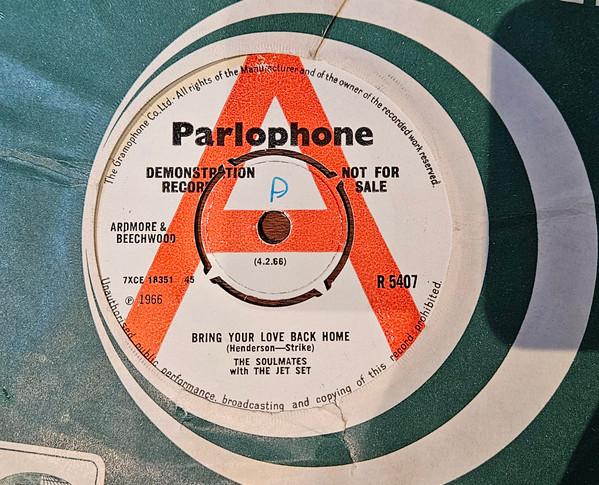 The Gramophone Co. Ltd · All rights of the Manufacturer and of the owner of the recorded work reserved.
Parlophone
DEMONSTRATION
RECORD
NOT FOR
SALE
D
ARDMORE &
BEECHWOOD
(4.2.66)
7XCE 18351 45
R 5407
℗ 1966
BRING YOUR LOVE BACK HOME
(Henderson—Strike)
THE SOULMATES
with THE JET SET
Unauthorised public performance, broadcasting and copying of this record prohibited.